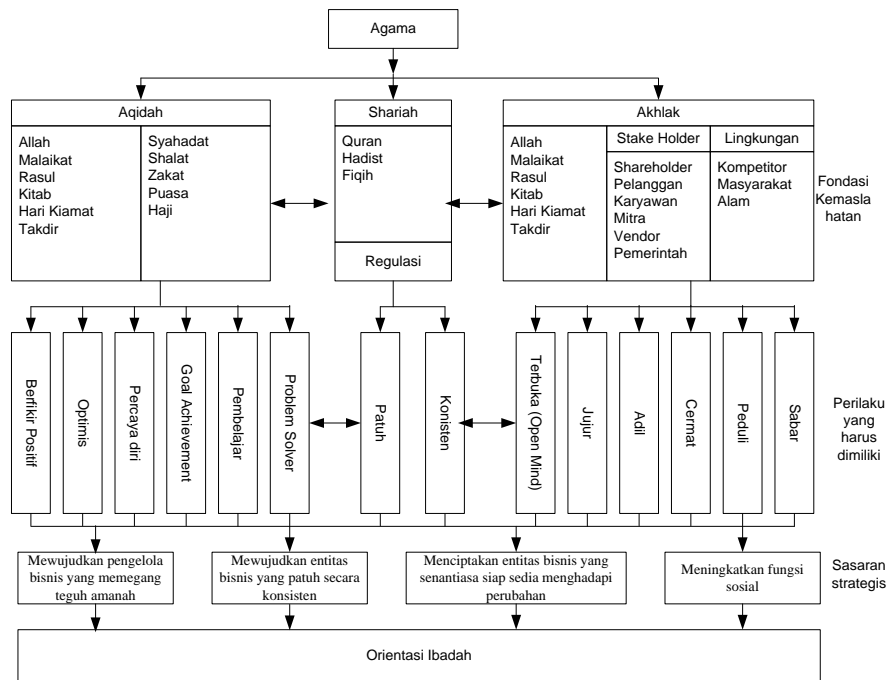 Agama
Aqidah
Allah
Malaikat
Rasul
Kitab
Hari Kiamat
Takdir
Syahadat
Shalat
Zakat
Puasa
Haji
Shariah
Quran
Hadist
Fiqih
Regulasi
Akhlak
Allah
Malaikat
Rasul
Kitab
Hari Kiamat
Takdir
Stake Holder
Shareholder
Pelanggan
Karyawan
Mitra
Vendor
Pemerintah
Lingkungan
Kompetitor
Masyarakat
Alam
Fondasi
Kemasla
hatan
Berfikir Positif
Optimis
Percaya diri
Goal Achievement
Pembelajar
Problem Solver
Patuh
Konisten
Terbuka (Open Mind)
Jujur
Adil
Cermat
Peduli
Sabar
Perilaku
yang
harus
dimiliki
Mewujudkan pengelola
bisnis yang memegang
teguh amanah
Mewujudkan entitas
bisnis yang patuh secara
konsisten
Menciptakan entitas bisnis yang
senantiasa siap sedia menghadapi
perubahan
Meningkatkan fungsi
sosial
Sasaran
strategis
Orientasi Ibadah